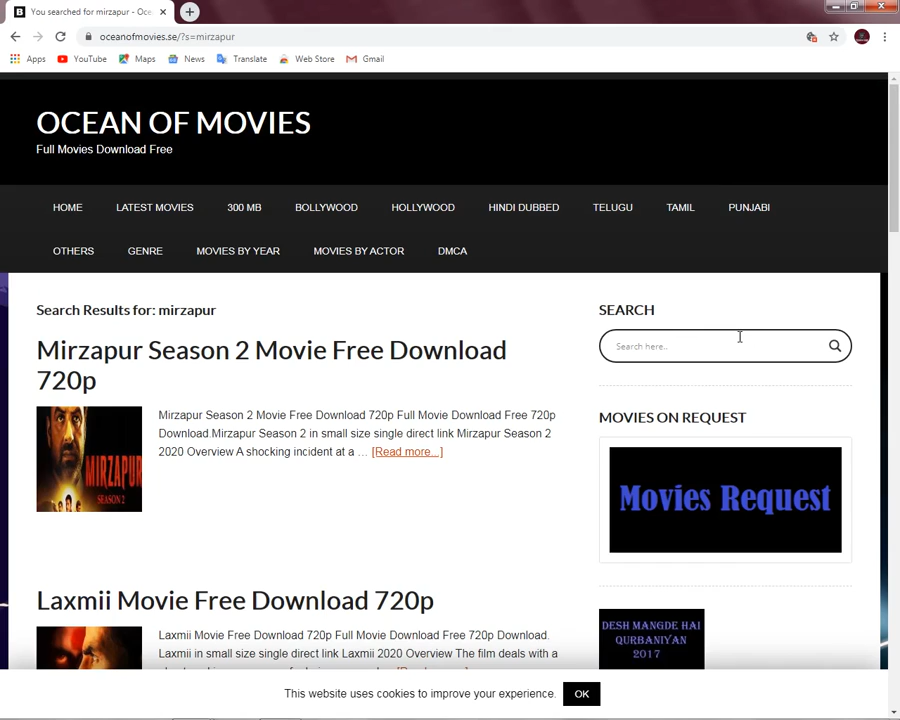 You searched for mirzapur - Oce
oceanofmovies.se/?s=mirzapur
Apps YouTube Maps News Translate Web Store Gmail
OCEAN OF MOVIES
Full Movies Download Free
HOME LATEST MOVIES 300 MB BOLLYWOOD HOLLYWOOD HINDI DUBBED TELUGU TAMIL PUNJABI
OTHERS GENRE MOVIES BY YEAR MOVIES BY ACTOR DMCA
Search Results for: mirzapur
Mirzapur Season 2 Movie Free Download
720p
MIRZAPUR
SEASON 2
Mirzapur Season 2 Movie Free Download 720p Full Movie Download Free 720p
Download.Mirzapur Season 2 in small size single direct link Mirzapur Season 2
2020 Overview A shocking incident at a … [Read more...]
Laxmii Movie Free Download 720p
Laxmii Movie Free Download 720p Full Movie Download Free 720p Download.
Laxmii in small size single direct link Laxmii 2020 Overview The film deals with a
SEARCH
Search here..
MOVIES ON REQUEST
Movies Request
DESH MANGDE HAI
QURBANIYAN
2017
This website uses cookies to improve your experience. OK